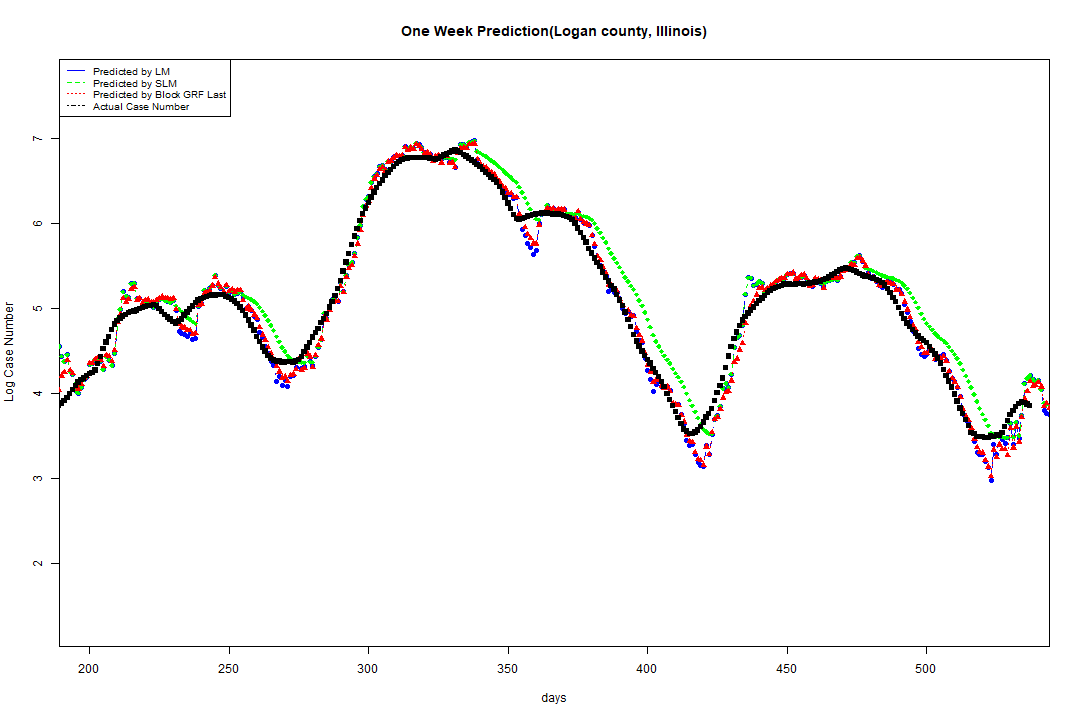 One Week Prediction(Logan county, Illinois)
Predicted by LM
Predicted by SLM
Predicted by Block GRF Last
Actual Case Number
7
6
5
4
3
2
Log Case Number
200 250 300 350 400 450 500
days